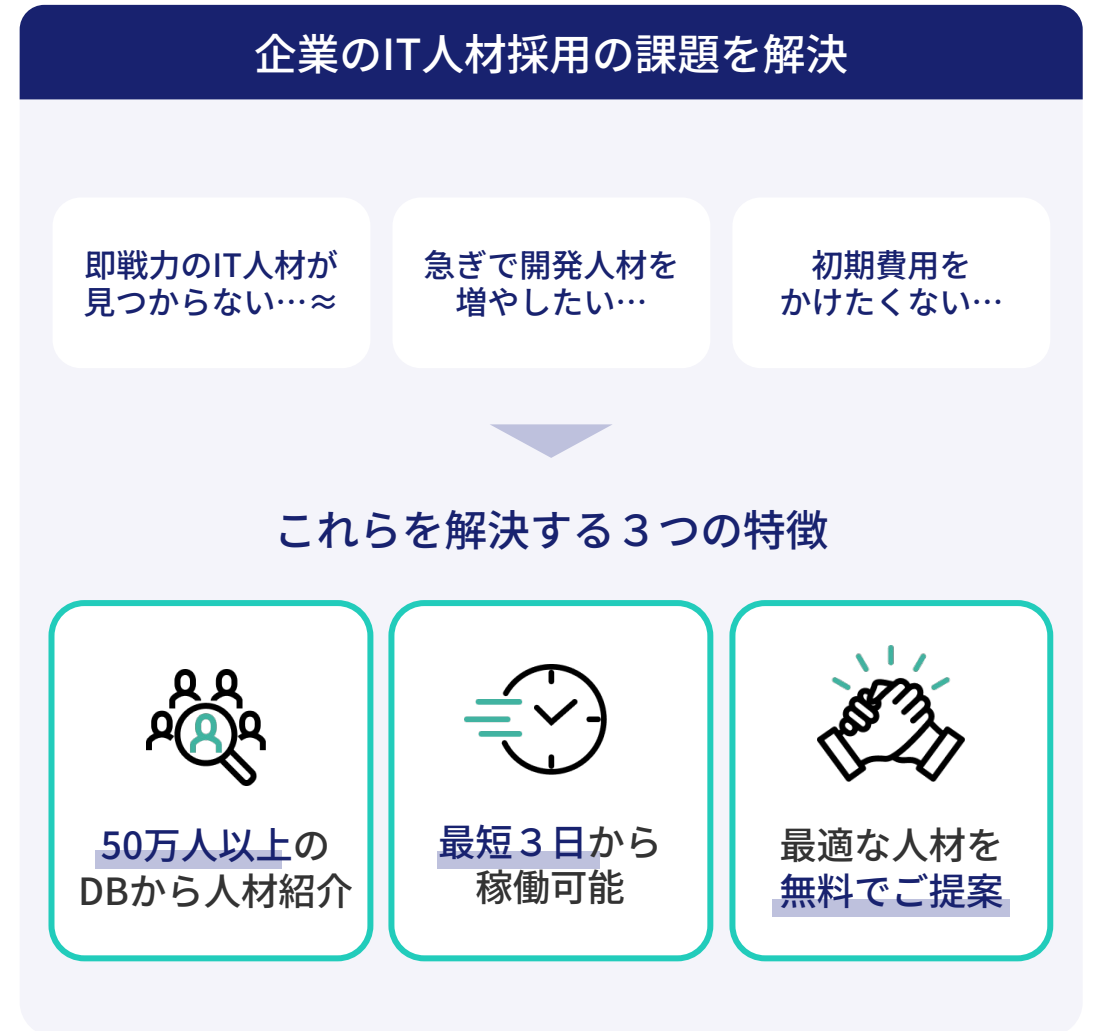 企業のIT人材採用の課題を解決
即戦力のIT人材が
見つからない…≈
急ぎで開発人材を
増やしたい…
初期費用を
かけたくない…
これらを解決する３つの特徴
50万人以上の
DBから人材紹介
最短３日から
稼働可能
最適な人材を
無料でご提案